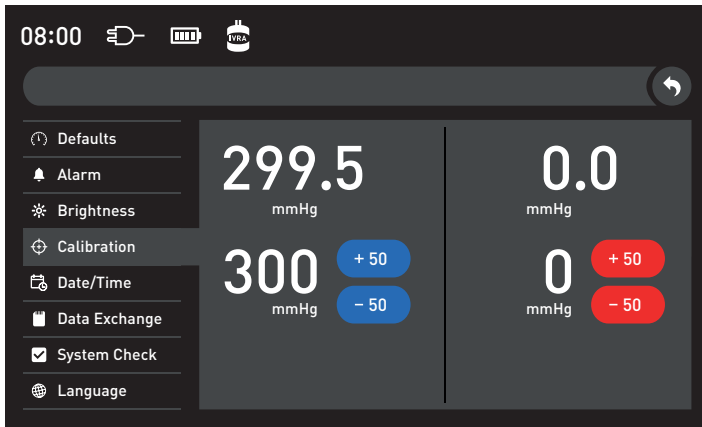 08:00
IVRA
Defaults
Alarm
Brightness
Calibration
Date/Time
Data Exchange
System Check
Language
299.5
mmHg
300
mmHg
+ 50
− 50
0.0
mmHg
0
mmHg
+ 50
− 50